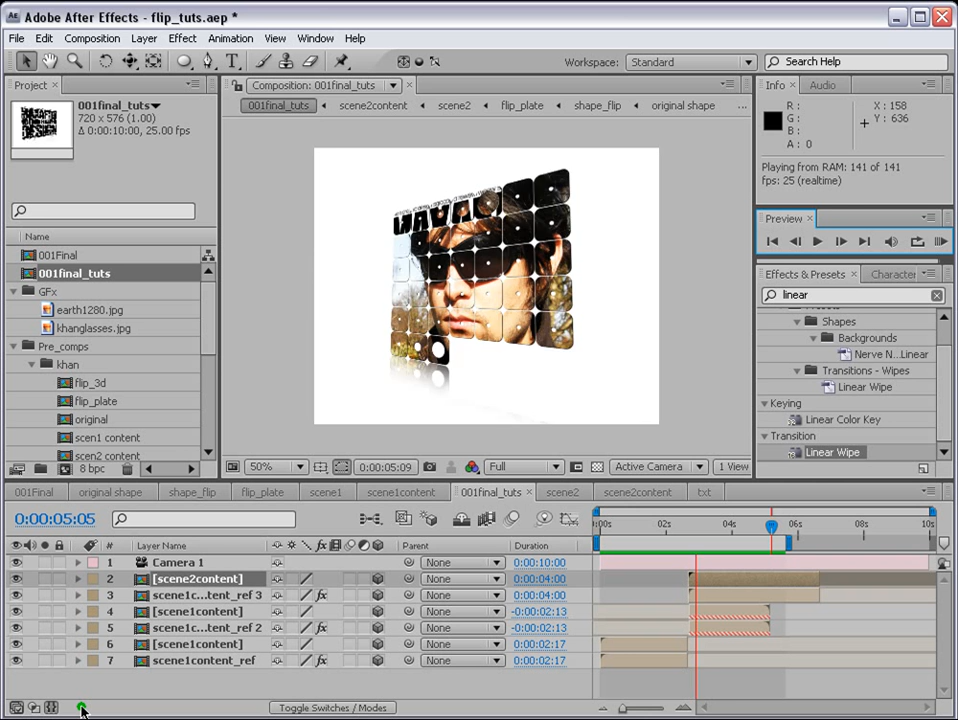 Adobe After Effects - flip_tuts.aep *
File Edit Composition Layer Effect Animation View Window Help
Workspace: Standard Search Help
Project
001final_tuts
720 x 576 (1.00)
Δ 0:00:10:00, 25.00 fps
Name
001Final
001final_tuts
GFx
earth1280.jpg
khanglasses.jpg
Pre_comps
khan
flip_3d
flip_plate
original
scen1 content
scen2 content
8 bpc
Composition: 001final_tuts
001final_tuts scene2content scene2 flip_plate shape_flip original shape ...
50% 0:00:05:09 Full Active Camera 1 View
Info Audio
R :
G :
B :
A : 0
X : 158
Y : 636
Playing from RAM: 141 of 141
fps: 25 (realtime)
Preview
Effects & Presets Character
linear
Presets
Shapes
Backgrounds
Nerve N...Linear
Transitions - Wipes
Linear Wipe
Keying
Linear Color Key
Transition
Linear Wipe
001Final original shape shape_flip flip_plate scene1 scene1content 001final_tuts scene2 scene2content txt
0:00:05:05
:00s 02s 04s 06s 08s 10s
# Layer Name Parent Duration
1 Camera 1 None 0:00:10:00
2 [scene2content] None 0:00:04:00
3 scene1c...tent_ref 3 None 0:00:04:00
4 [scene1content] None -0:00:02:13
5 scene1c...tent_ref 2 None -0:00:02:13
6 [scene1content] None 0:00:02:17
7 scene1content_ref None 0:00:02:17
Toggle Switches / Modes